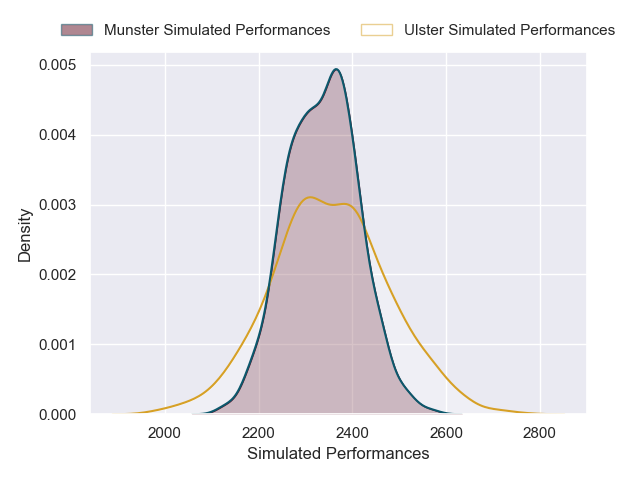 Munster Simulated Performances Ulster Simulated Performances
0.005
0.004
0.003
0.002
0.001
0.000
Density
2000 2200 2400 2600 2800
Simulated Performances